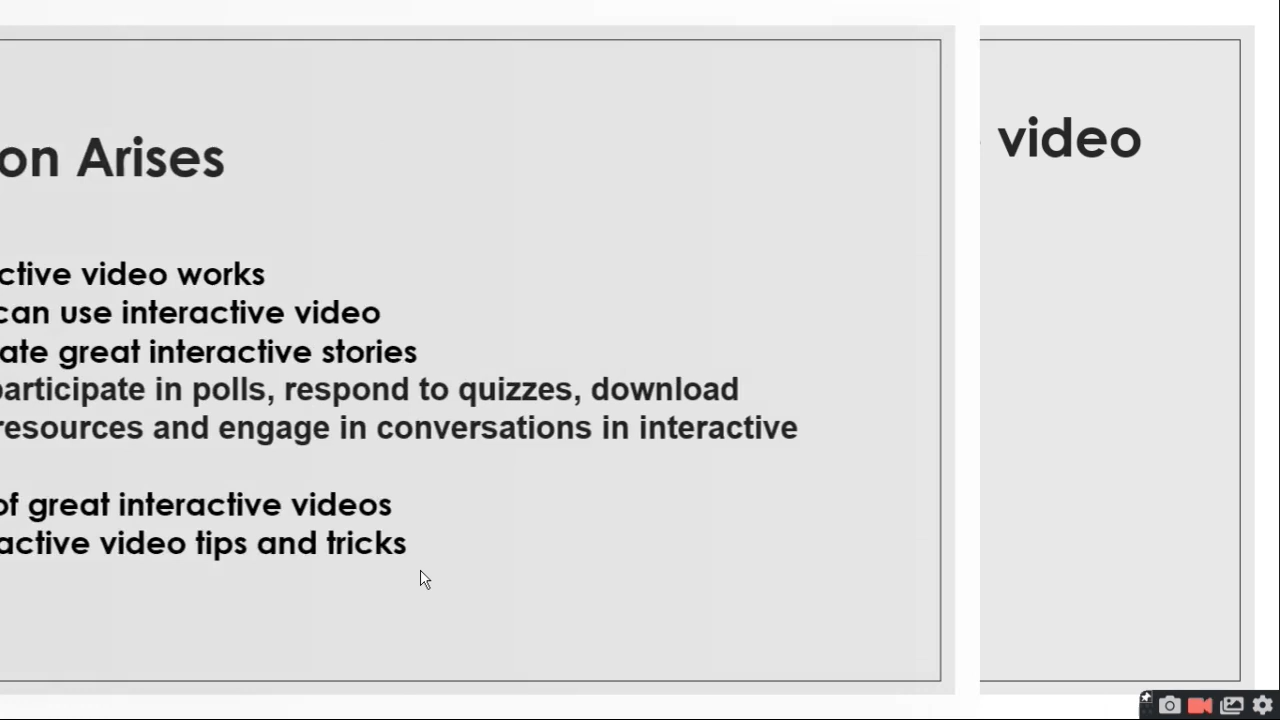 on Arises
ctive video works
can use interactive video
ate great interactive stories
participate in polls, respond to quizzes, download
resources and engage in conversations in interactive
of great interactive videos
active video tips and tricks
video